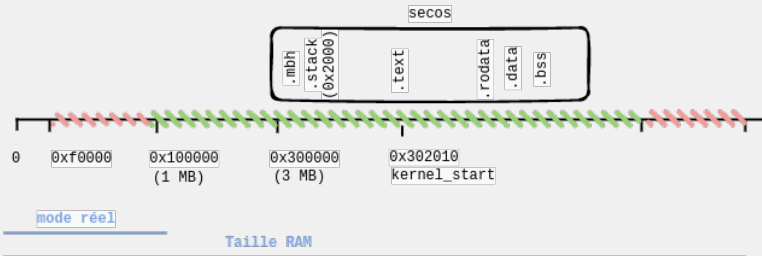 secos
.mbh
.stack
(0x2000)
.text
.rodata
.data
.bss
0
0xf0000
0x100000
(1 MB)
0x300000
(3 MB)
0x302010
kernel_start
mode réel
Taille RAM